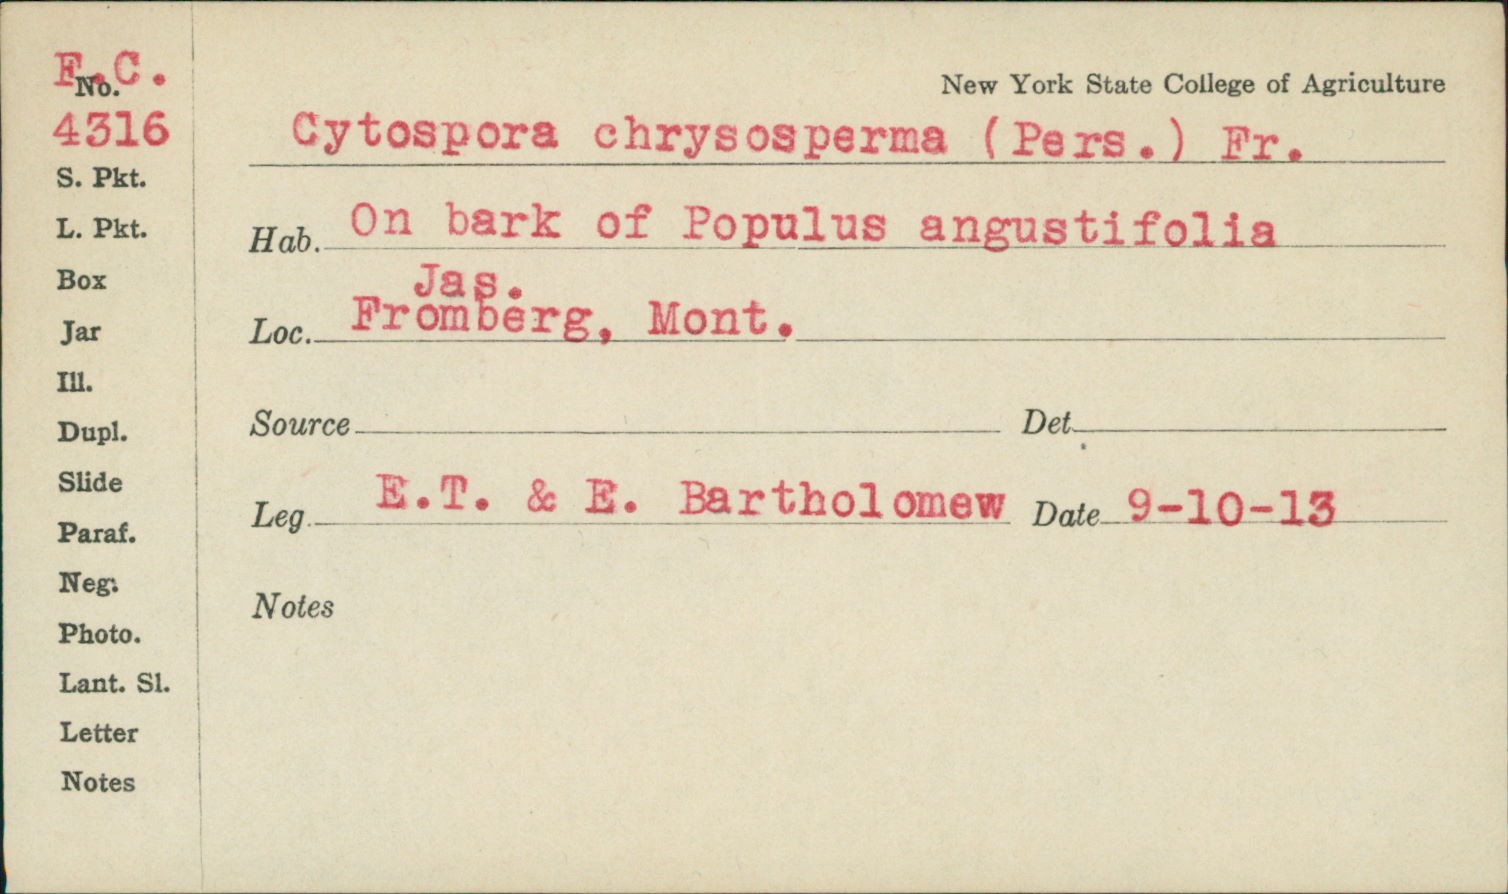 F.C.
No.
4316
S. Pkt.
L. Pkt.
Box
Jar
Ill.
Dupl.
Slide
Paraf.
Neg.
Photo.
Lant. Sl.
Letter
Notes
New York State College of Agriculture
Cytospora chrysosperma (Pers.) Fr.
Hab. On bark of Populus angustifolia
Jas.
Loc. Fromberg, Mont.
Source Det.
Leg. E.T. & E. Bartholomew Date 9-10-13
Notes